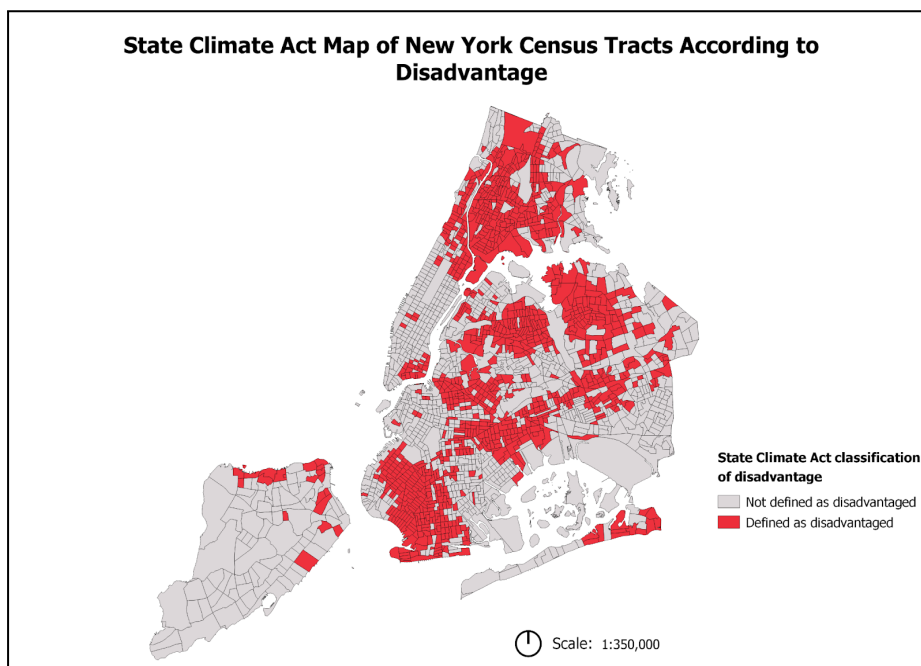 State Climate Act Map of New York Census Tracts According to
Disadvantage
State Climate Act classification
of disadvantage
Not defined as disadvantaged
Defined as disadvantaged
Scale: 1:350,000